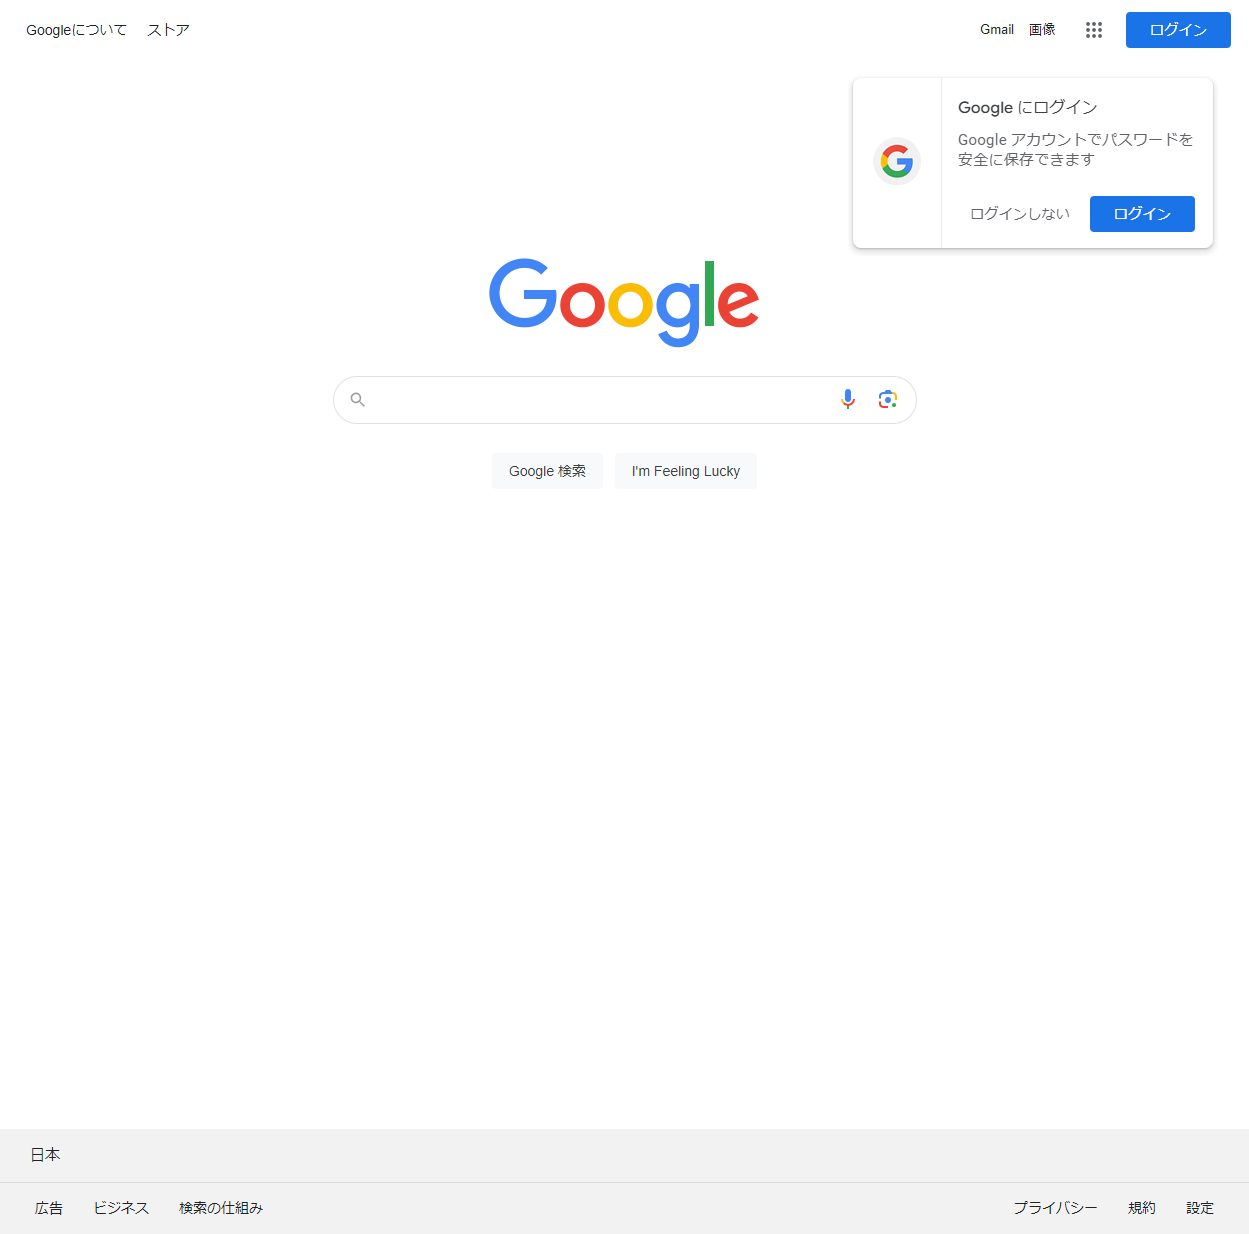 Googleについて ストア Gmail 画像 ログイン
Google にログイン
Google アカウントでパスワードを
安全に保存できます
ログインしない ログイン
Google
Google 検索 I'm Feeling Lucky
日本
広告 ビジネス 検索の仕組み プライバシー 規約 設定